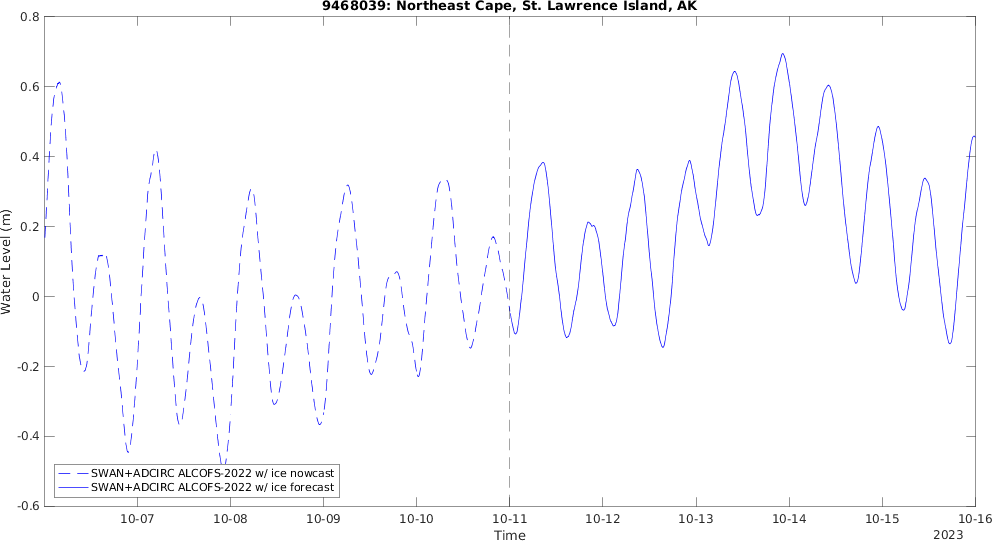 9468039: Northeast Cape, St. Lawrence Island, AK
0.8
0.6
0.4
0.2
0
-0.2
-0.4
-0.6
Water Level (m)
SWAN+ADCIRC ALCOFS-2022 w/ ice nowcast
SWAN+ADCIRC ALCOFS-2022 w/ ice forecast
10-07 10-08 10-09 10-10 10-11 10-12 10-13 10-14 10-15 10-16
Time
2023